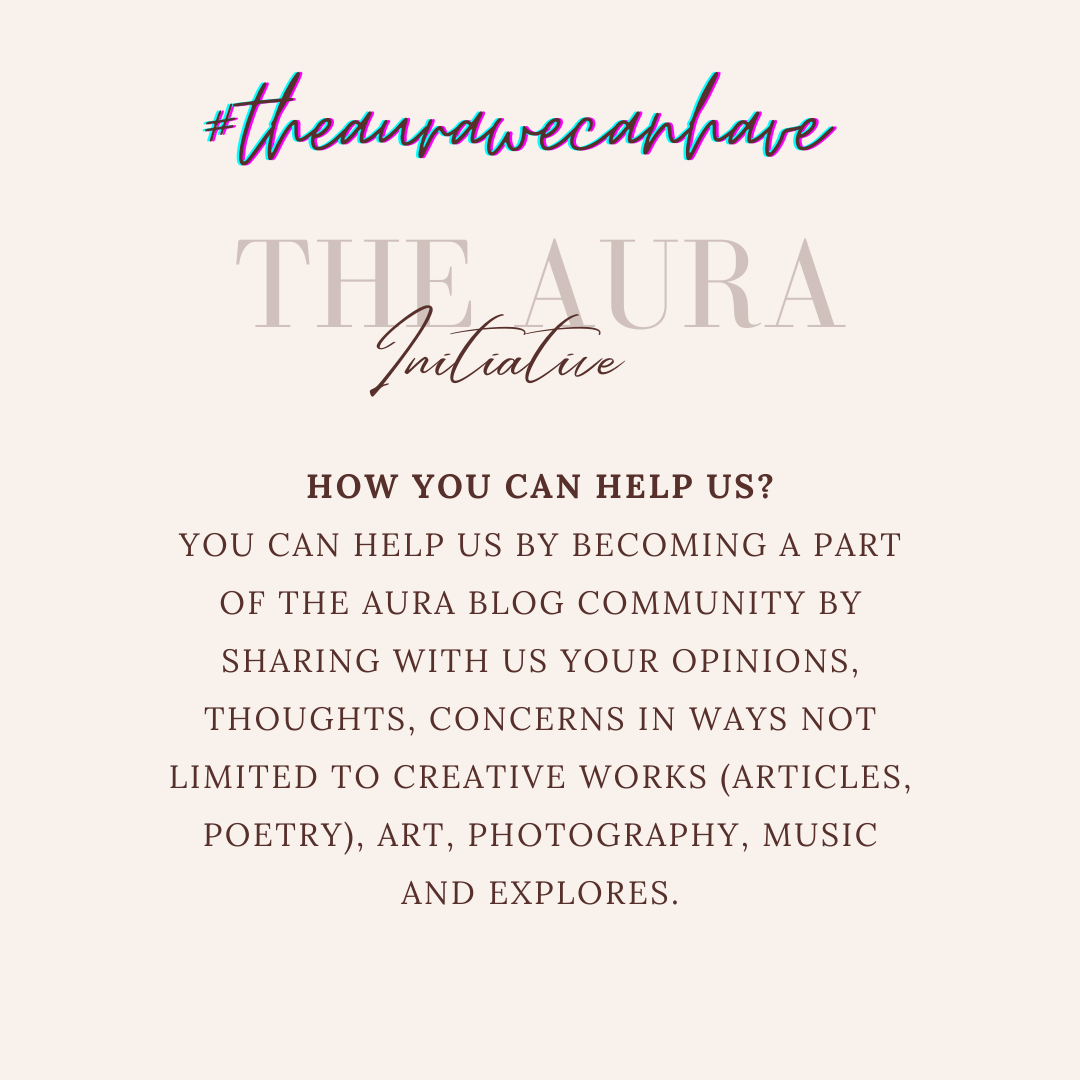 #theaurawecanhave
THE AURA
Initiative
HOW YOU CAN HELP US?
YOU CAN HELP US BY BECOMING A PART
OF THE AURA BLOG COMMUNITY BY
SHARING WITH US YOUR OPINIONS,
THOUGHTS, CONCERNS IN WAYS NOT
LIMITED TO CREATIVE WORKS (ARTICLES,
POETRY), ART, PHOTOGRAPHY, MUSIC
AND EXPLORES.